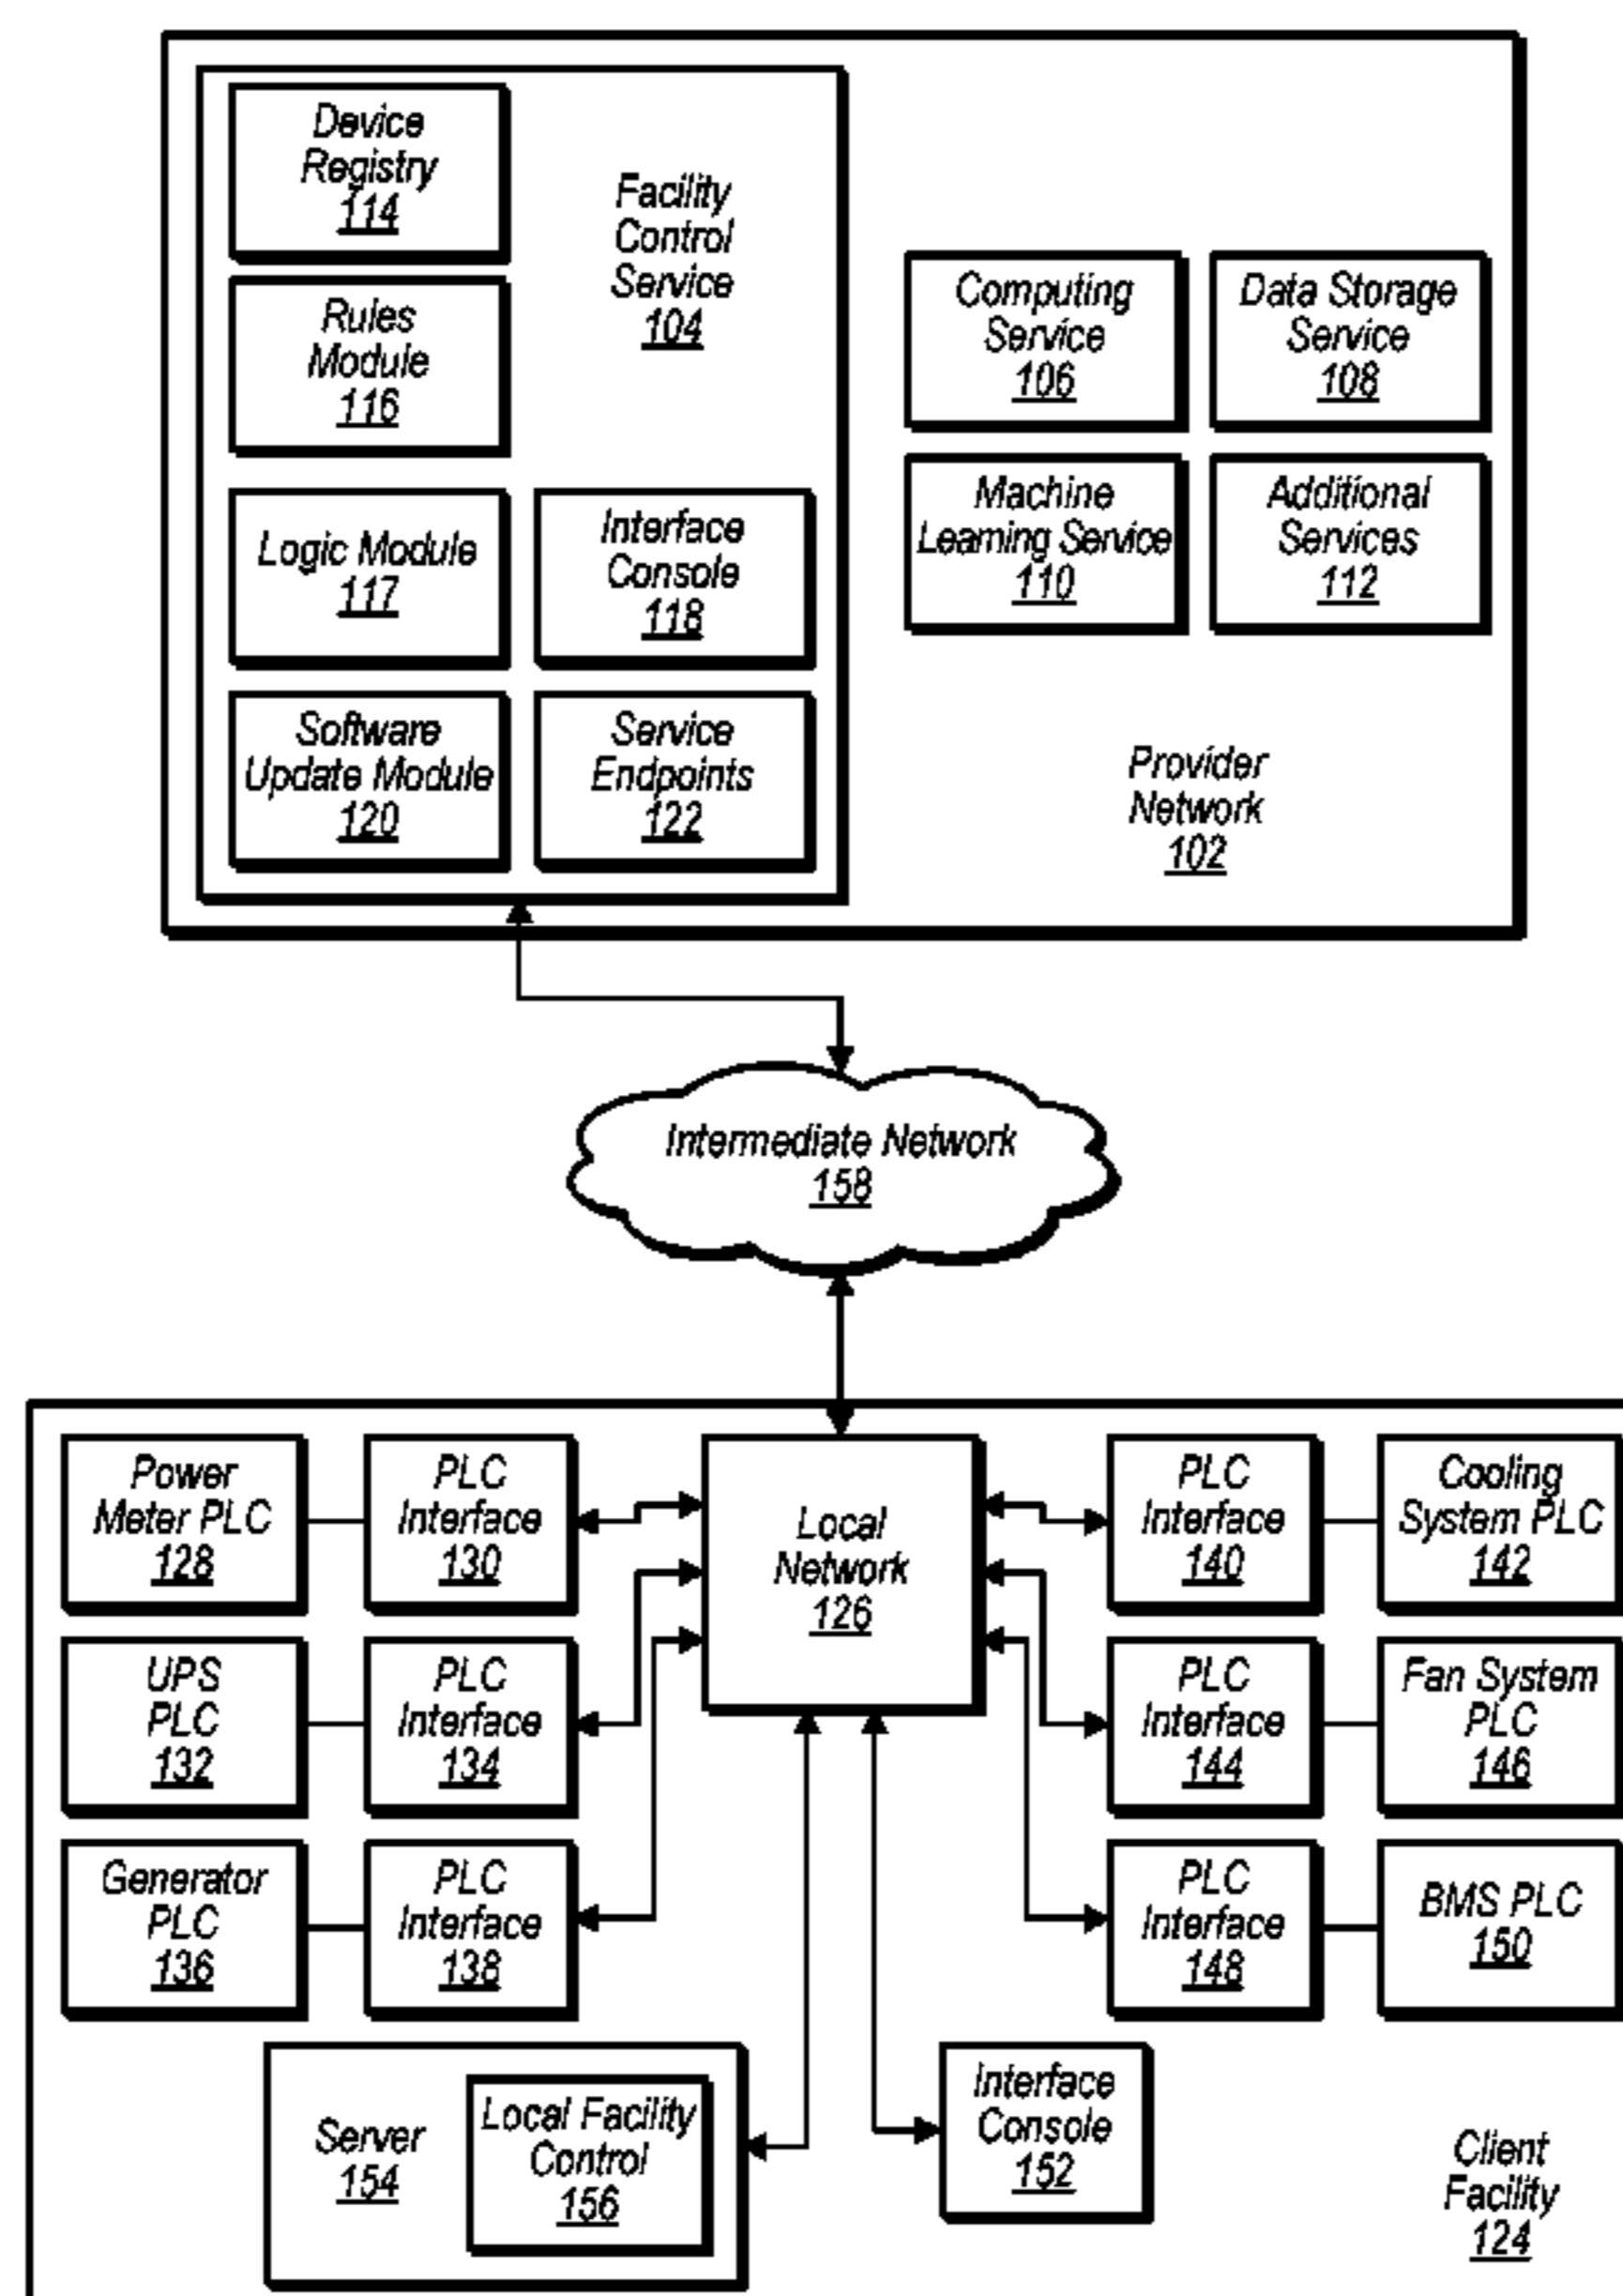 Device
Registry
114
Facility
Control
Service
104
Rules
Module
116
Logic Module
117
Interface
Console
118
Software
Update Module
120
Service
Endpoints
122
Computing
Service
106
Data Storage
Service
108
Machine
Learning Service
110
Additional
Services
112
Provider
Network
102
Intermediate Network
158
Power
Meter PLC
128
PLC
Interface
130
Local
Network
126
PLC
Interface
140
Cooling
System PLC
142
UPS
PLC
132
PLC
Interface
134
PLC
Interface
144
Fan System
PLC
146
Generator
PLC
136
PLC
Interface
138
PLC
Interface
148
BMS PLC
150
Server
154
Local Facility
Control
156
Interface
Console
152
Client
Facility
124